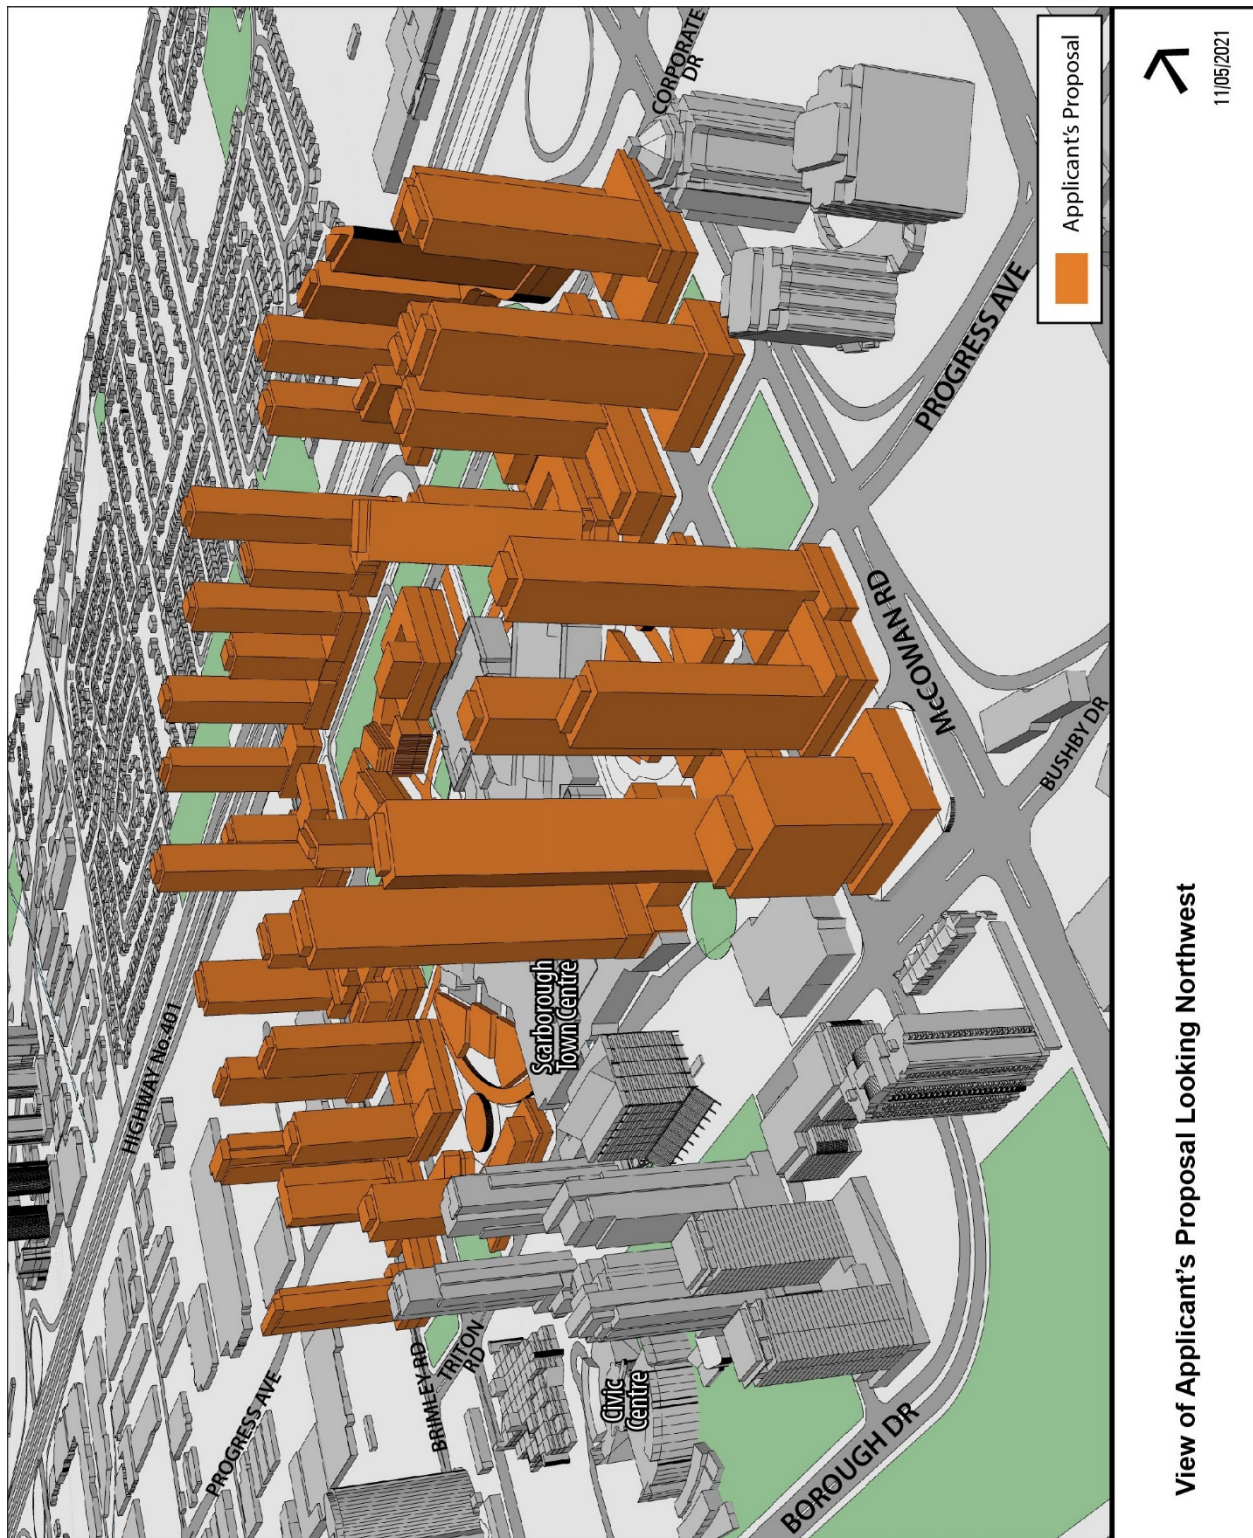 CORPORATE
DR
HIGHWAY No.401
PROGRESS AVE
BRIMLEY RD
TRITON
RD
Scarborough
Town Centre
Civic
Centre
BOROUGH DR
McCOWAN RD
BUSHBY DR
PROGRESS AVE
Applicant's Proposal
View of Applicant's Proposal Looking Northwest
11/05/2021